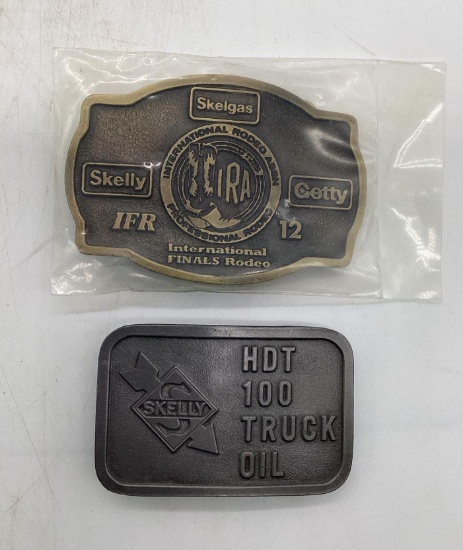 Skelgas
INTERNATIONAL RODEO ASSN
Skelly
IRA
Getty
PROFESSIONAL RODEO
IFR
12
International
FINALS Rodeo
HDT
100
TRUCK
OIL
SKELLY
S